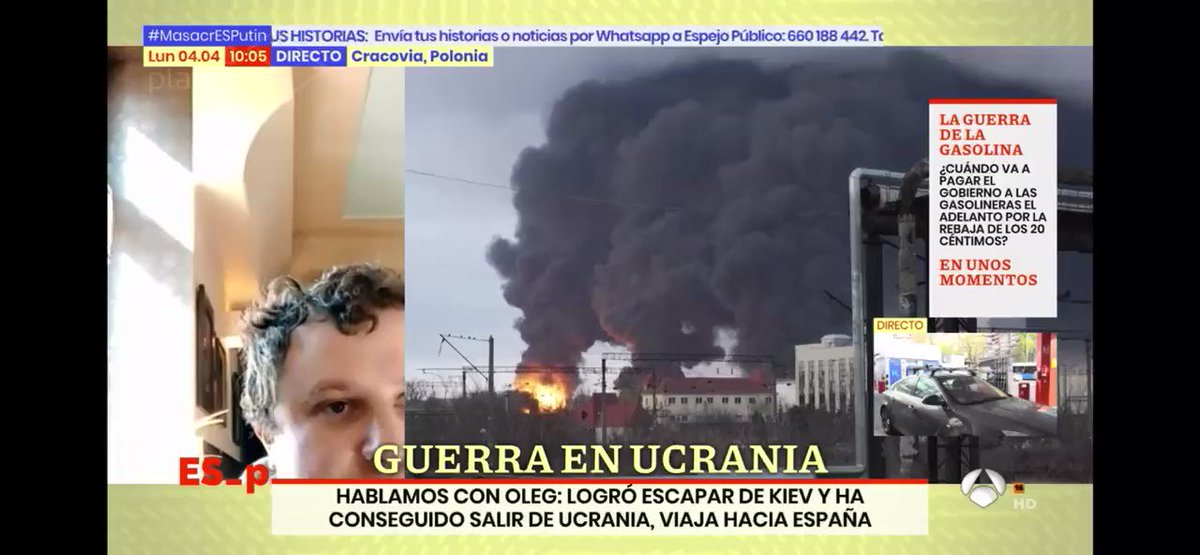 #MasacrESPutin
US HISTORIAS: Envía tus historias o noticias por Whatsapp a Espejo Público: 660 188 442. To
Lun 04.04 10:05 DIRECTO Cracovia, Polonia
LA GUERRA
DE LA
GASOLINA
¿CUÁNDO VA A
PAGAR EL
GOBIERNO A LAS
GASOLINERAS EL
ADELANTO POR LA
REBAJA DE LOS 20
CÉNTIMOS?
EN UNOS
MOMENTOS
DIRECTO
GUERRA EN UCRANIA
ES_p
HABLAMOS CON OLEG: LOGRÓ ESCAPAR DE KIEV Y HA
CONSEGUIDO SALIR DE UCRANIA, VIAJA HACIA ESPAÑA
HD